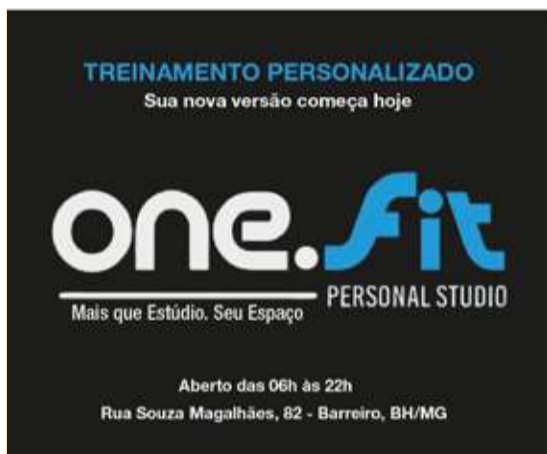 TREINAMENTO PERSONALIZADO
Sua nova versão começa hoje
one.fit
PERSONAL STUDIO
Mais que Estúdio. Seu Espaço
Aberto das 06h às 22h
Rua Souza Magalhães, 82 - Barreiro, BH/MG